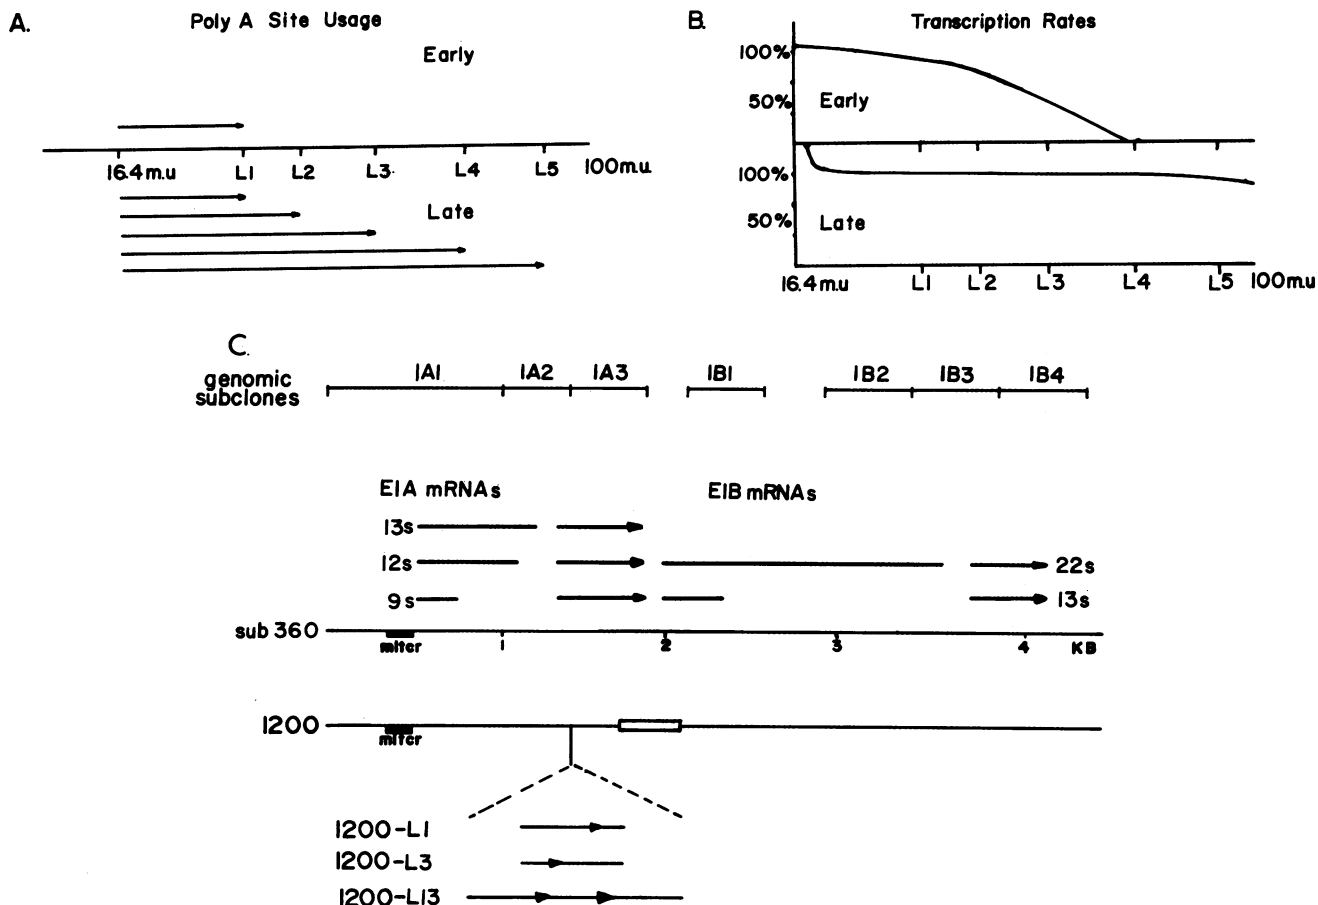 A.
Poly A Site Usage
Early
16.4 m.u L1 L2 L3 L4 L5 100 m.u.
Late
B.
Transcription Rates
100%
50%
Early
100%
50%
Late
16.4 m.u L1 L2 L3 L4 L5 100 m.u
C.
genomic
subclones
1A1 1A2 1A3 1B1 1B2 1B3 1B4
E1A mRNAs E1B mRNAs
13s
12s 22s
9s 13s
sub 360
mltcr 1 2 3 4 KB
1200
mltcr
1200-L1
1200-L3
1200-L13